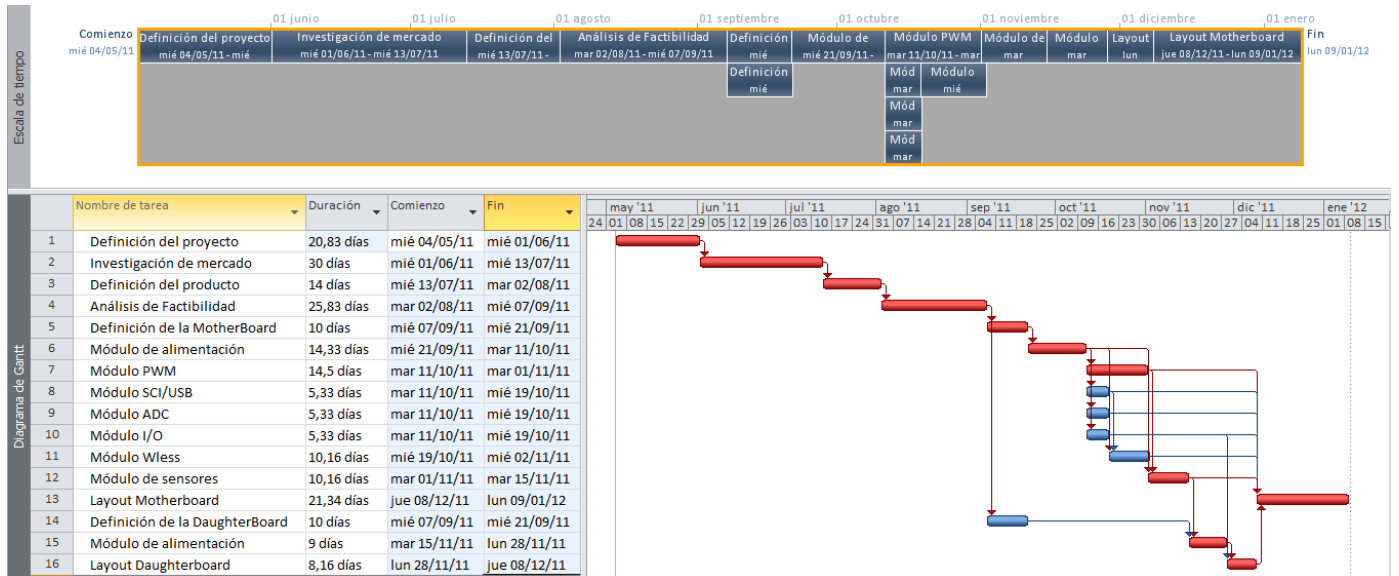 Escala de tiempo
01 junio 01 julio 01 agosto 01 septiembre 01 octubre 01 noviembre 01 diciembre 01 enero
Comienzo
mié 04/05/11
Definición del proyecto Investigación de mercado Definición del Análisis de Factibilidad Definición Módulo de Módulo PWM Módulo de Módulo Layout Layout Motherboard
mié 04/05/11 - mié mié 01/06/11 - mié 13/07/11 mié 13/07/11 - mar 02/08/11 - mié 07/09/11 mié mié 21/09/11 - mar 11/10/11 - mar mar mar lun jue 08/12/11 - lun 09/01/12
Fin
lun 09/01/12
Definición Mód Módulo
mié mar mié
Mód
mar
Mód
mar
Diagrama de Gantt
Nombre de tarea Duración Comienzo Fin
may '11 jun '11 jul '11 ago '11 sep '11 oct '11 nov '11 dic '11 ene '12
24 01 08 15 22 29 05 12 19 26 03 10 17 24 31 07 14 21 28 04 11 18 25 02 09 16 23 30 06 13 20 27 04 11 18 25 01 08 15
1 Definición del proyecto 20,83 días mié 04/05/11 mié 01/06/11
2 Investigación de mercado 30 días mié 01/06/11 mié 13/07/11
3 Definición del producto 14 días mié 13/07/11 mar 02/08/11
4 Análisis de Factibilidad 25,83 días mar 02/08/11 mié 07/09/11
5 Definición de la MotherBoard 10 días mié 07/09/11 mié 21/09/11
6 Módulo de alimentación 14,33 días mié 21/09/11 mar 11/10/11
7 Módulo PWM 14,5 días mar 11/10/11 mar 01/11/11
8 Módulo SCI/USB 5,33 días mar 11/10/11 mié 19/10/11
9 Módulo ADC 5,33 días mar 11/10/11 mié 19/10/11
10 Módulo I/O 5,33 días mar 11/10/11 mié 19/10/11
11 Módulo Wless 10,16 días mié 19/10/11 mié 02/11/11
12 Módulo de sensores 10,16 días mar 01/11/11 mar 15/11/11
13 Layout Motherboard 21,34 días jue 08/12/11 lun 09/01/12
14 Definición de la DaughterBoard 10 días mié 07/09/11 mié 21/09/11
15 Módulo de alimentación 9 días mar 15/11/11 lun 28/11/11
16 Layout Daughterboard 8,16 días lun 28/11/11 jue 08/12/11